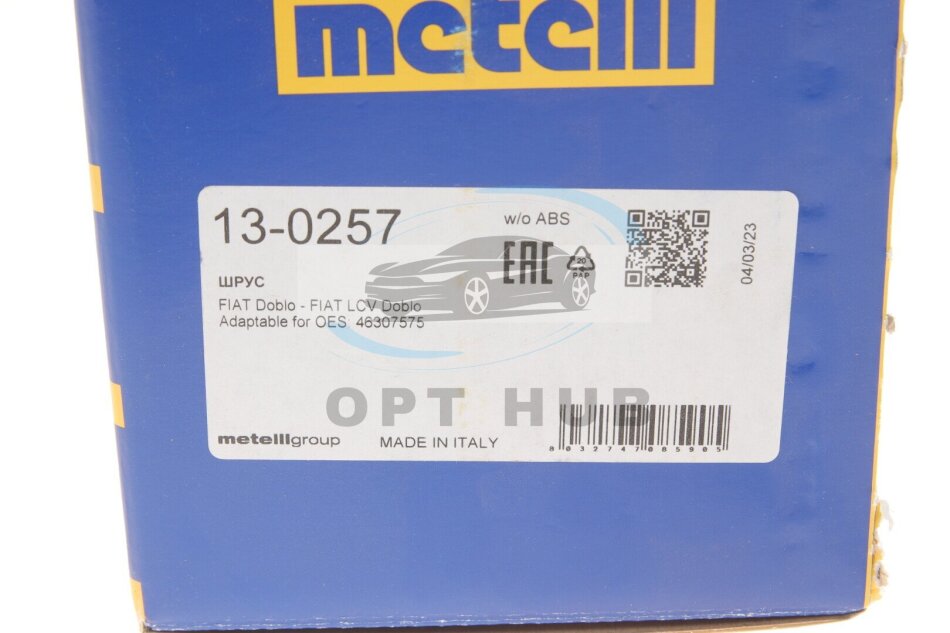 metelli
13-0257
w/o ABS
EAC
20
PAP
04/03/23
ШРУС
FIAT Doblo - FIAT LCV Doblo
Adaptable for OES: 46307575
OPT HUB
metelligroup
MADE IN ITALY
8032747085905